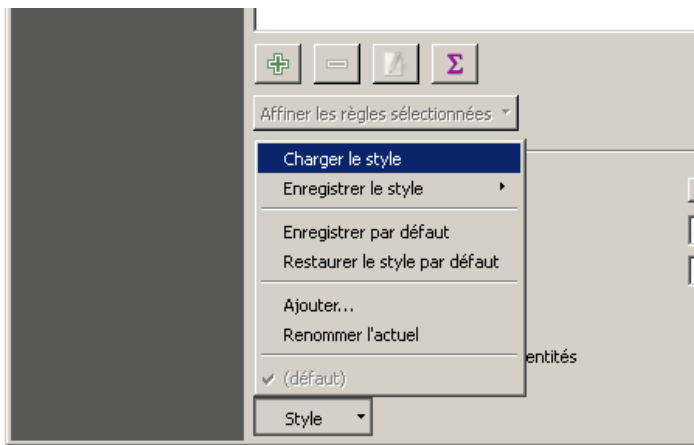 Σ
Affiner les règles sélectionnées
Charger le style
Enregistrer le style
Enregistrer par défaut
Restaurer le style par défaut
Ajouter...
Renommer l'actuel
entités
(défaut)
Style